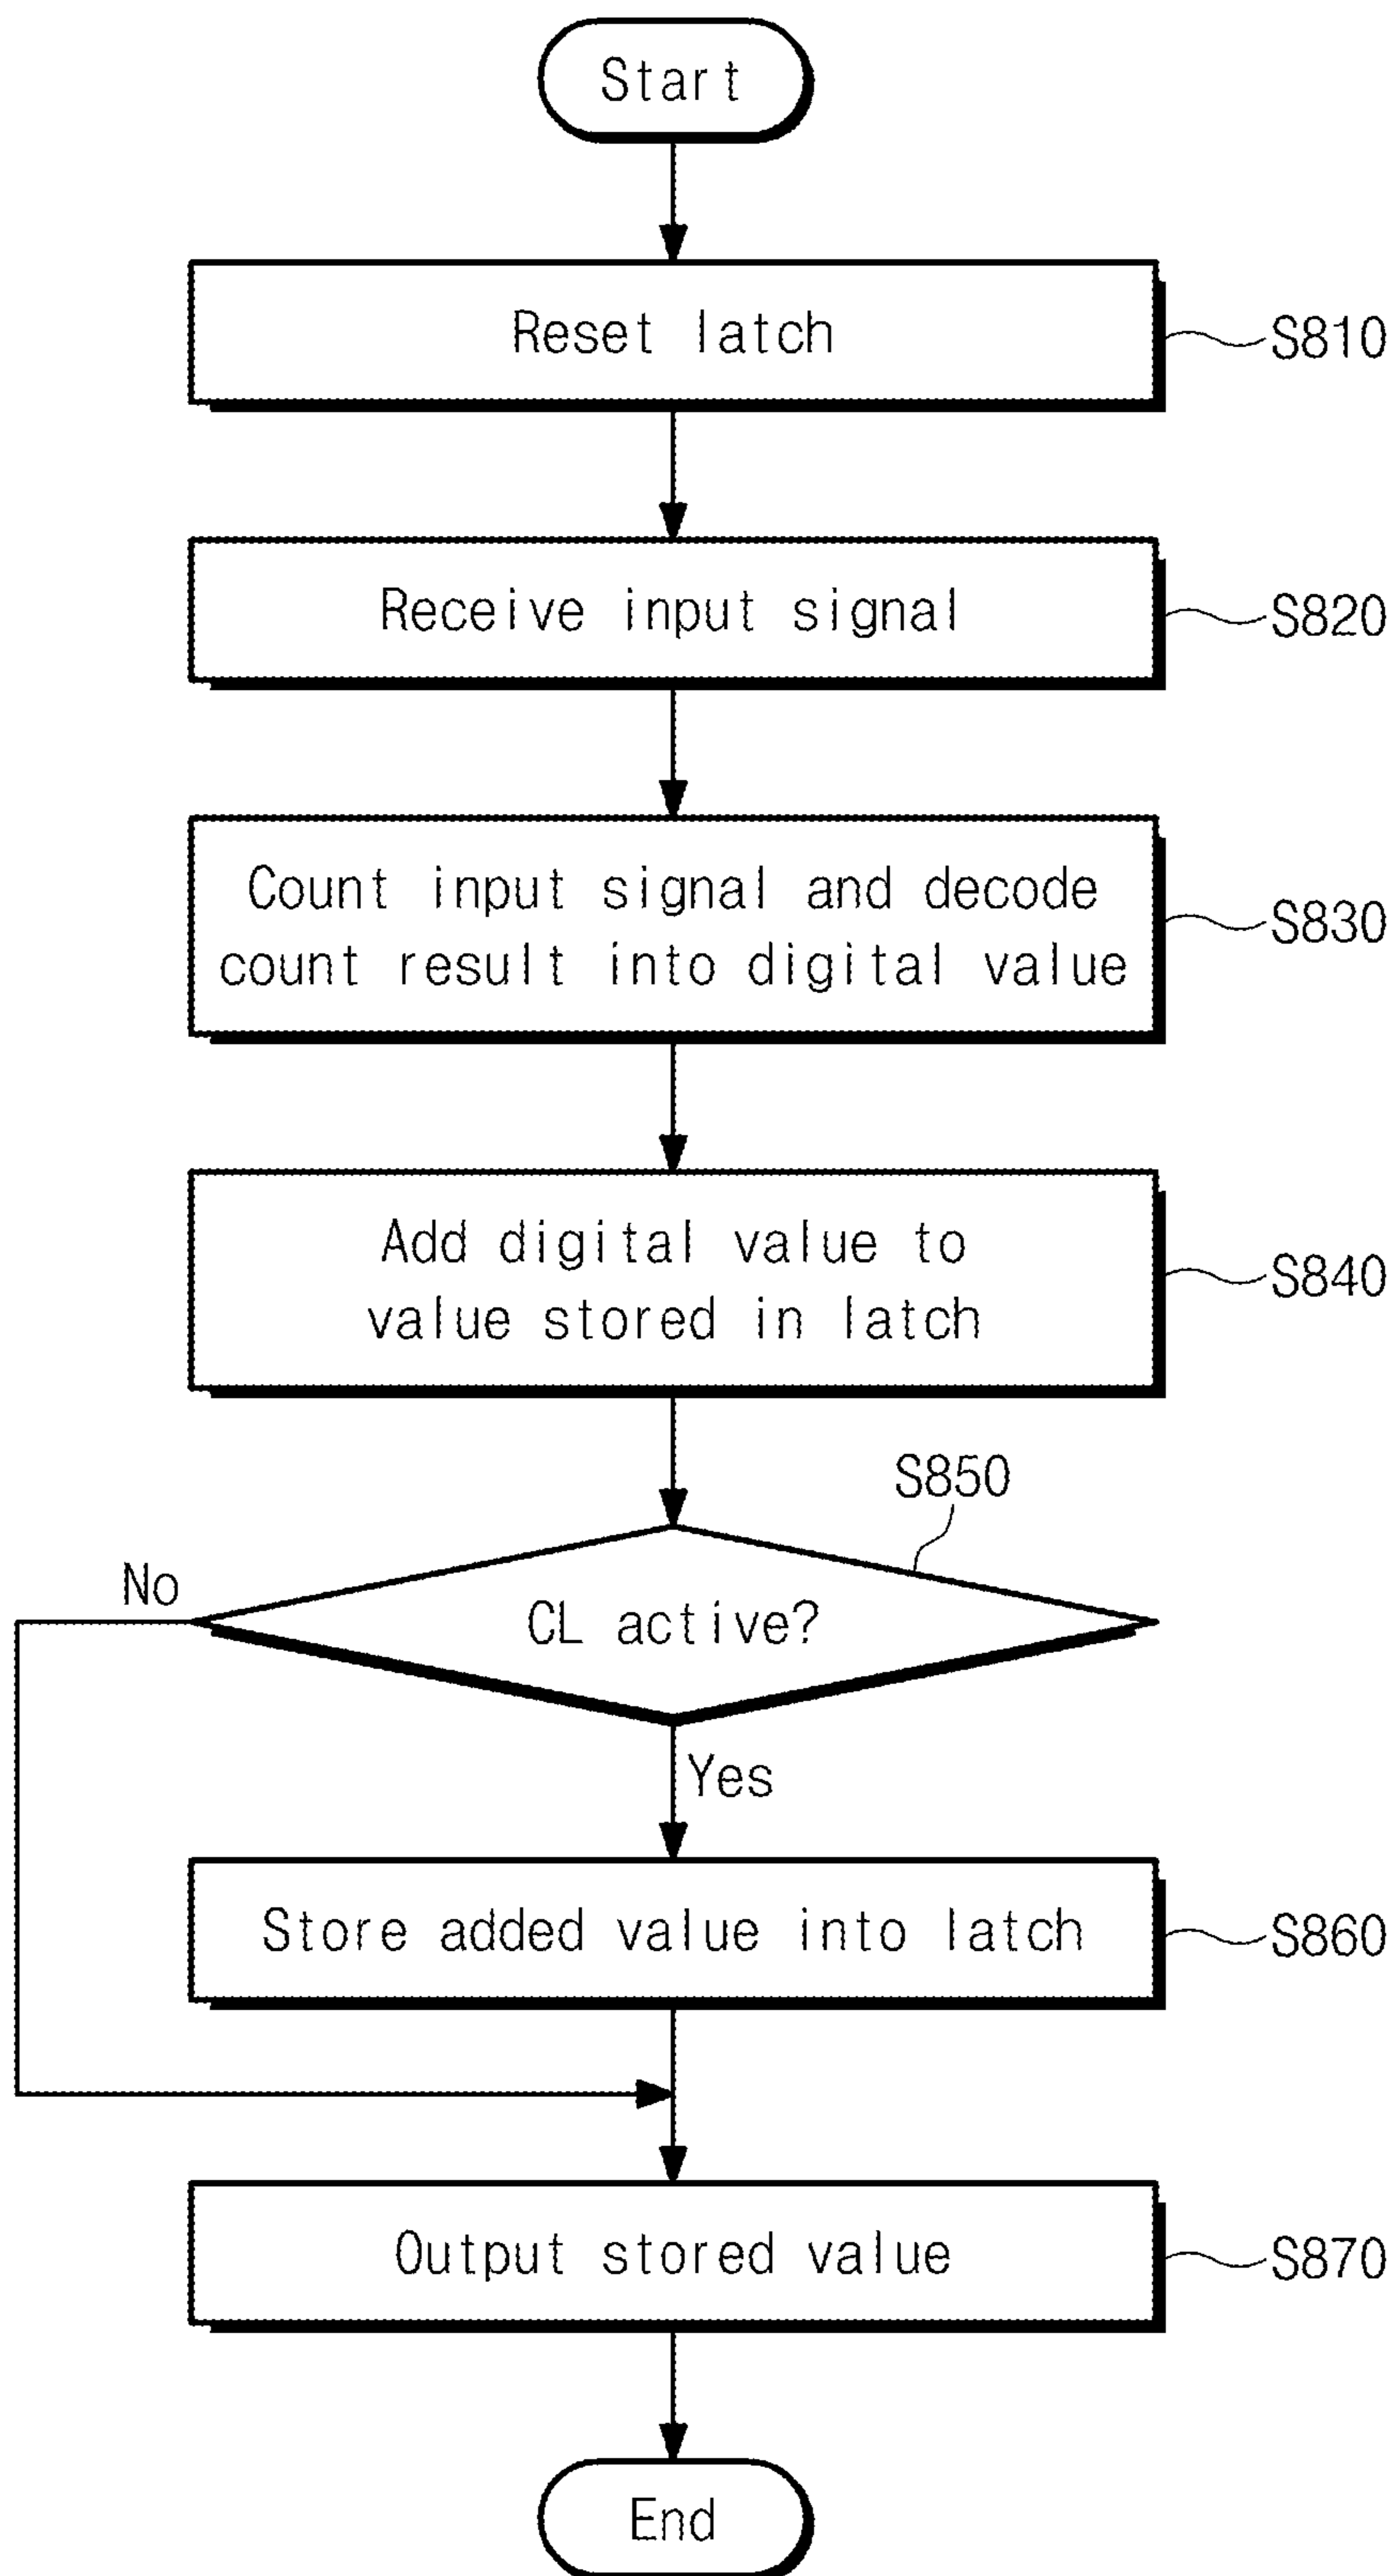 Start
Reset latch
S810
Receive input signal
S820
Count input signal and decode
count result into digital value
S830
Add digital value to
value stored in latch
S840
S850
No
CL active?
Yes
Store added value into latch
S860
Output stored value
S870
End